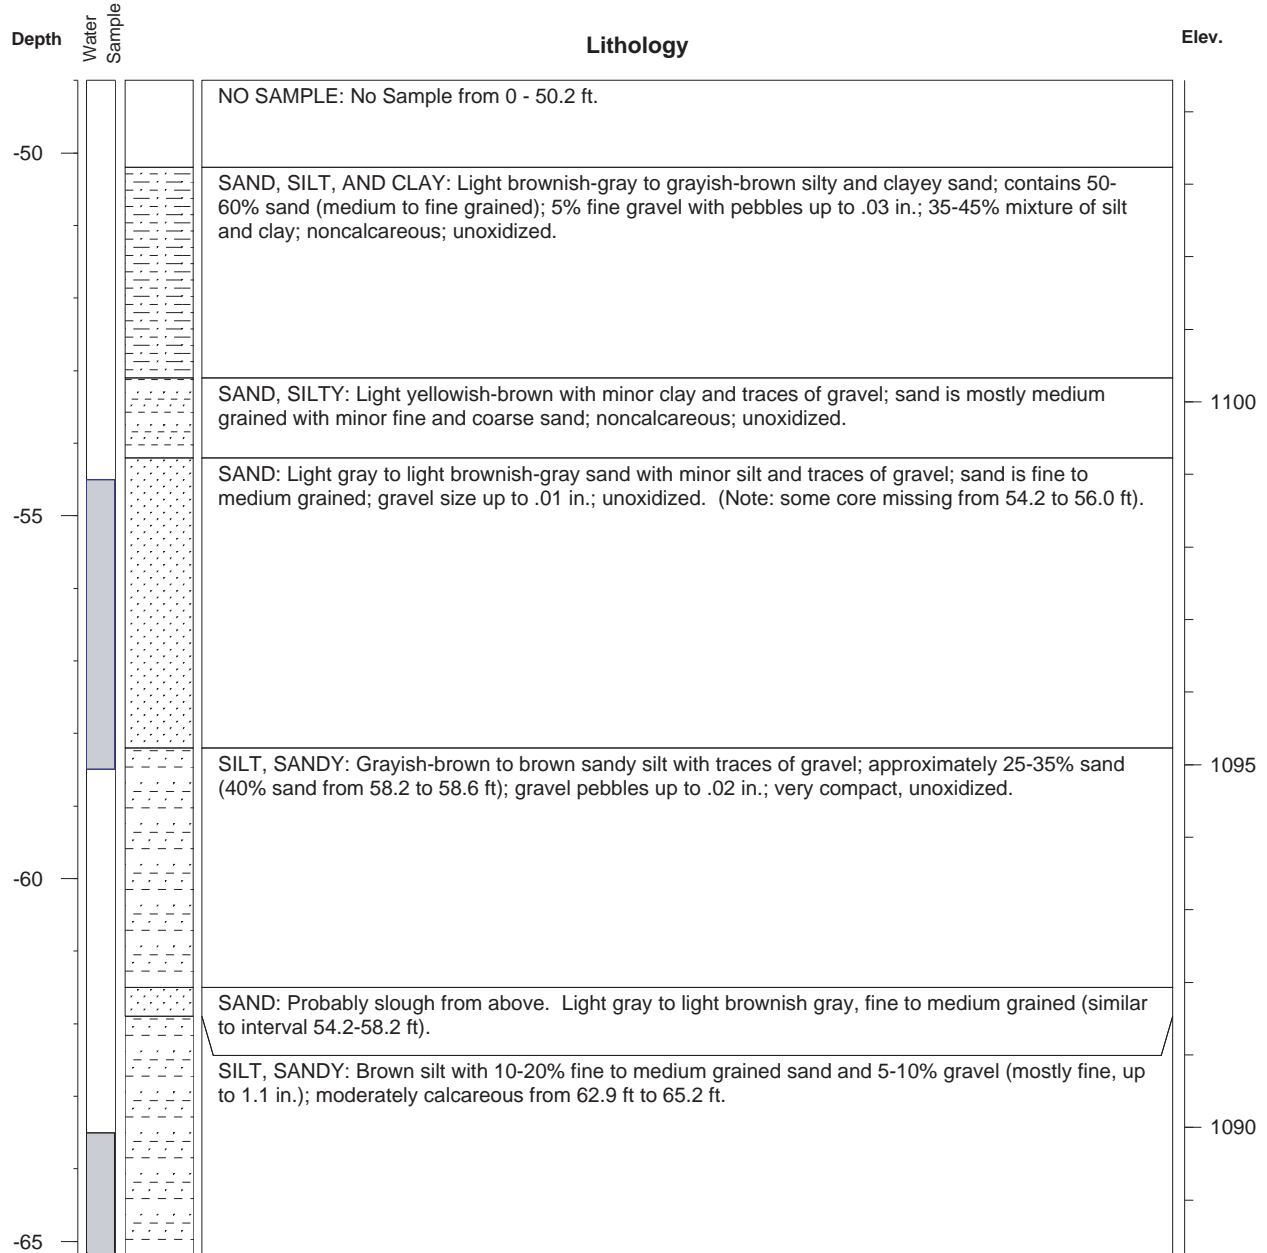 Depth
Water
Sample
Lithology
Elev.
NO SAMPLE: No Sample from 0 - 50.2 ft.
-50
SAND, SILT, AND CLAY: Light brownish-gray to grayish-brown silty and clayey sand; contains 50-
60% sand (medium to fine grained); 5% fine gravel with pebbles up to .03 in.; 35-45% mixture of silt
and clay; noncalcareous; unoxidized.
SAND, SILTY: Light yellowish-brown with minor clay and traces of gravel; sand is mostly medium
grained with minor fine and coarse sand; noncalcareous; unoxidized.
1100
SAND: Light gray to light brownish-gray sand with minor silt and traces of gravel; sand is fine to
medium grained; gravel size up to .01 in.; unoxidized. (Note: some core missing from 54.2 to 56.0 ft).
-55
SILT, SANDY: Grayish-brown to brown sandy silt with traces of gravel; approximately 25-35% sand
(40% sand from 58.2 to 58.6 ft); gravel pebbles up to .02 in.; very compact, unoxidized.
1095
-60
SAND: Probably slough from above. Light gray to light brownish gray, fine to medium grained (similar
to interval 54.2-58.2 ft).
SILT, SANDY: Brown silt with 10-20% fine to medium grained sand and 5-10% gravel (mostly fine, up
to 1.1 in.); moderately calcareous from 62.9 ft to 65.2 ft.
1090
-65